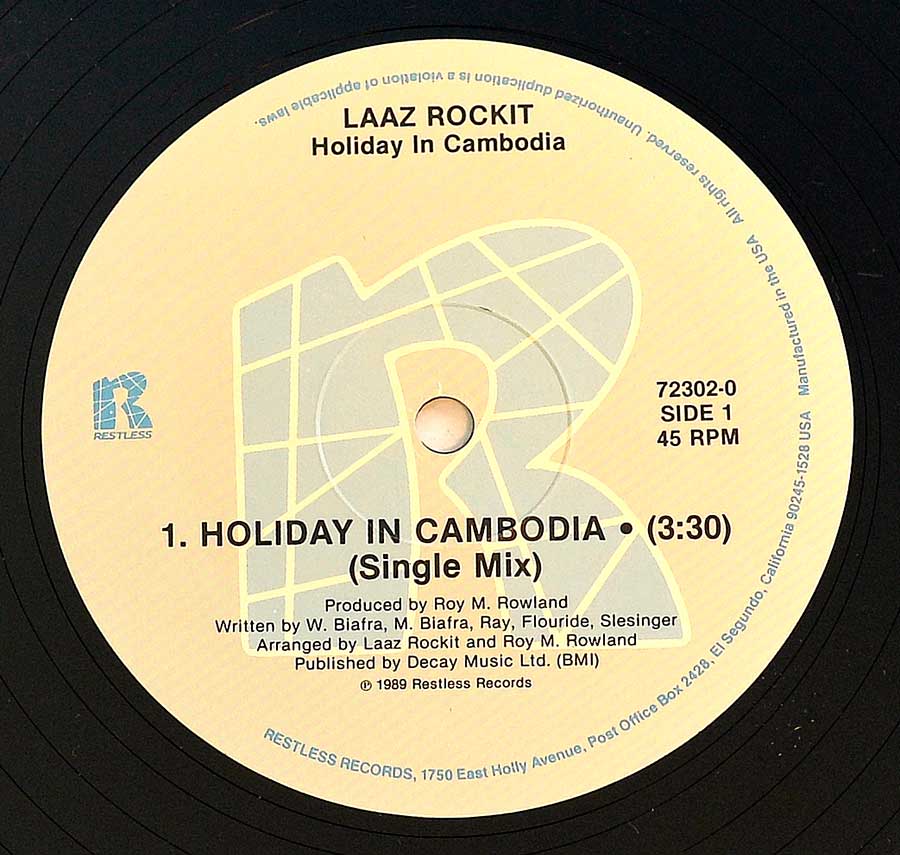 LAAZ ROCKIT
Holiday In Cambodia
RESTLESS
72302-0
SIDE 1
45 RPM
1. HOLIDAY IN CAMBODIA • (3:30)
(Single Mix)
Produced by Roy M. Rowland
Written by W. Biafra, M. Biafra, Ray, Flouride, Slesinger
Arranged by Laaz Rockit and Roy M. Rowland
Published by Decay Music Ltd. (BMI)
℗ 1989 Restless Records
RESTLESS RECORDS, 1750 East Holly Avenue, Post Office Box 2428, El Segundo, California 90245-1528 USA Manufactured in the USA All rights reserved. Unauthorized duplication is a violation of applicable laws.